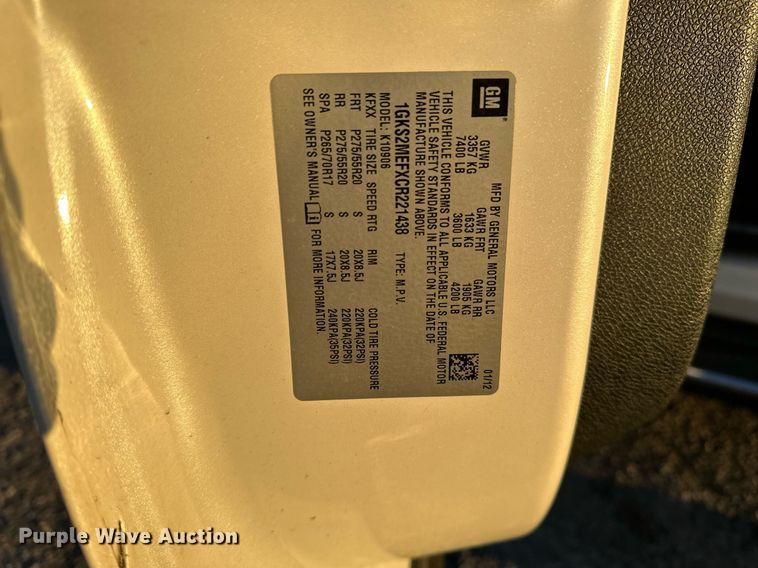 GM
MFD BY GENERAL MOTORS LLC
01/12
GVWR GAWR FRT GAWR RR
3357 KG 1633 KG 1905 KG
7400 LB 3600 LB 4200 LB
THIS VEHICLE CONFORMS TO ALL APPLICABLE U.S. FEDERAL MOTOR
VEHICLE SAFETY STANDARDS IN EFFECT ON THE DATE OF
MANUFACTURE SHOWN ABOVE.
1GKS2MEFXCR221438 TYPE: M.P.V.
MODEL: K10906
KFXX TIRE SIZE SPEED RTG RIM COLD TIRE PRESSURE
FRT P275/55R20 S 20X8.5J 220KPA(32PSI)
RR P275/55R20 S 20X8.5J 220KPA(32PSI)
SPA P265/70R17 S 17X7.5J 240KPA(35PSI)
SEE OWNER'S MANUAL FOR MORE INFORMATION.
Purple Wave Auction